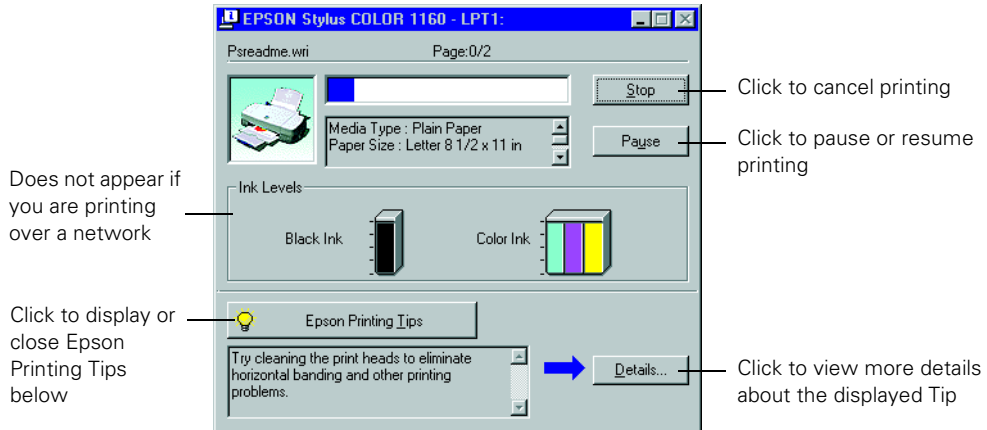 EPSON Stylus COLOR 1160 - LPT1:
Psreadme.wri Page:0/2
Stop
Click to cancel printing
Media Type : Plain Paper
Paper Size : Letter 8 1/2 x 11 in
Pause
Click to pause or resume
printing
Does not appear if
you are printing
over a network
Ink Levels
Black Ink
Color Ink
Click to display or
close Epson
Printing Tips
below
Epson Printing Tips
Try cleaning the print heads to eliminate
horizontal banding and other printing
problems.
Details...
Click to view more details
about the displayed Tip